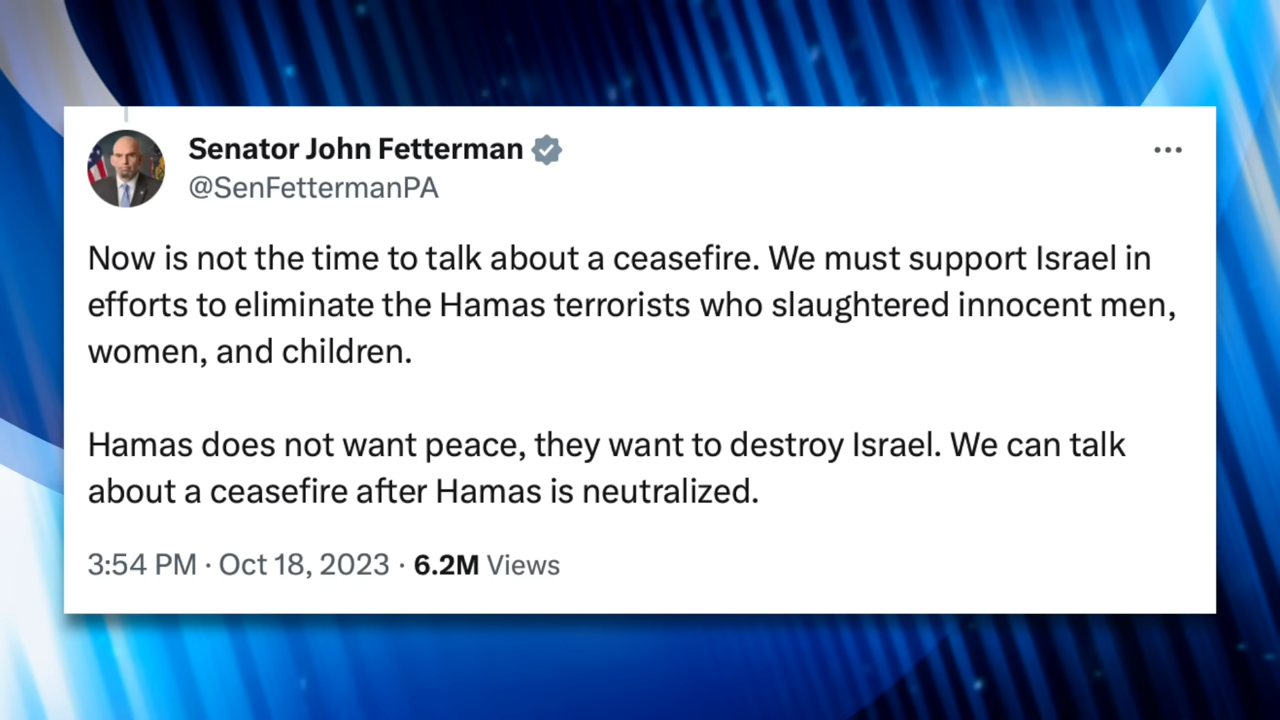 Senator John Fetterman
@SenFettermanPA
Now is not the time to talk about a ceasefire. We must support Israel in
efforts to eliminate the Hamas terrorists who slaughtered innocent men,
women, and children.
Hamas does not want peace, they want to destroy Israel. We can talk
about a ceasefire after Hamas is neutralized.
3:54 PM · Oct 18, 2023 · 6.2M Views